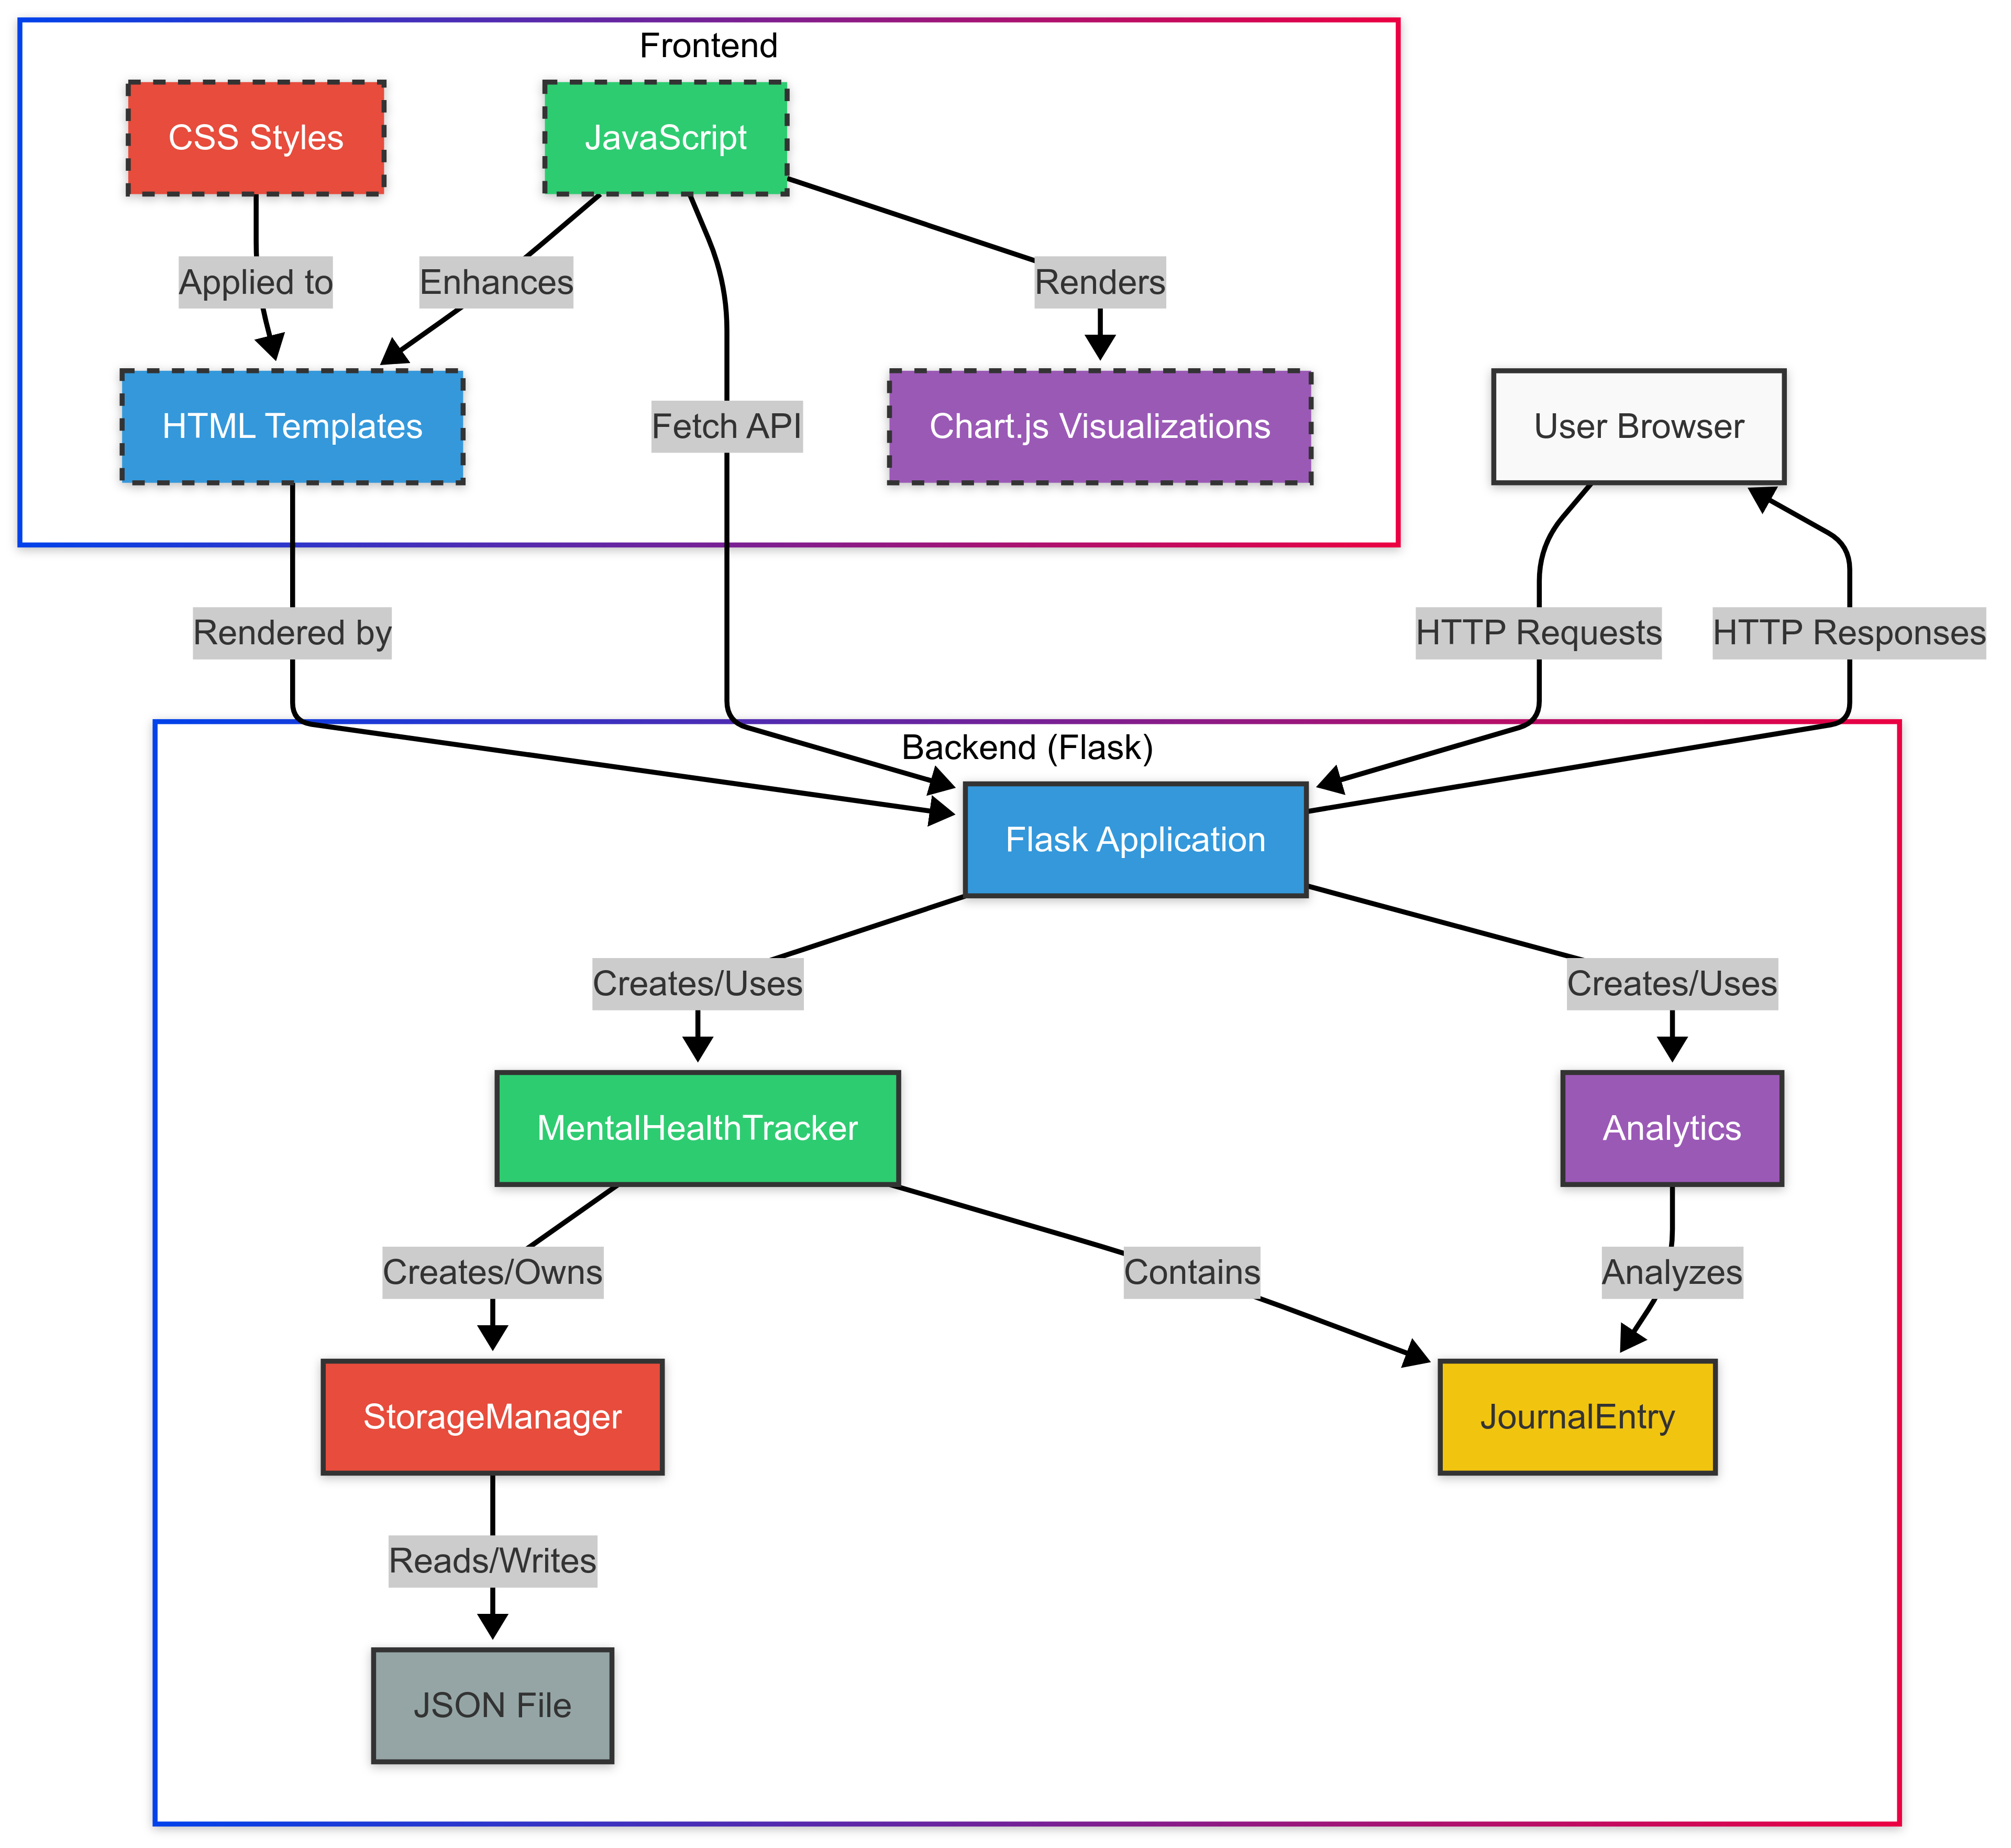 Frontend
CSS Styles
JavaScript
Applied to
Enhances
Renders
HTML Templates
Fetch API
Chart.js Visualizations
User Browser
Rendered by
HTTP Requests
HTTP Responses
Backend (Flask)
Flask Application
Creates/Uses
Creates/Uses
MentalHealthTracker
Analytics
Creates/Owns
Contains
Analyzes
StorageManager
JournalEntry
Reads/Writes
JSON File